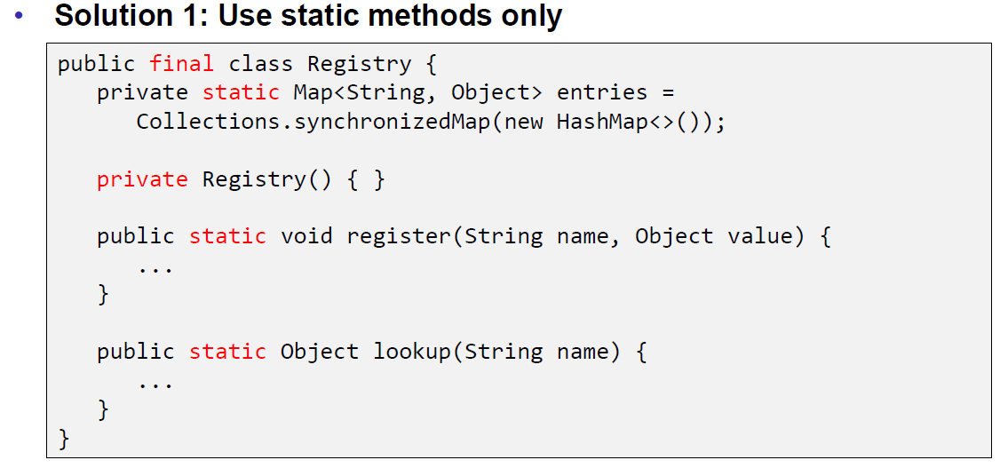 • Solution 1: Use static methods only
public final class Registry {
   private static Map<String, Object> entries =
      Collections.synchronizedMap(new HashMap<>());
   private Registry() { }
   public static void register(String name, Object value) {
      ...
   }
   public static Object lookup(String name) {
      ...
   }
}